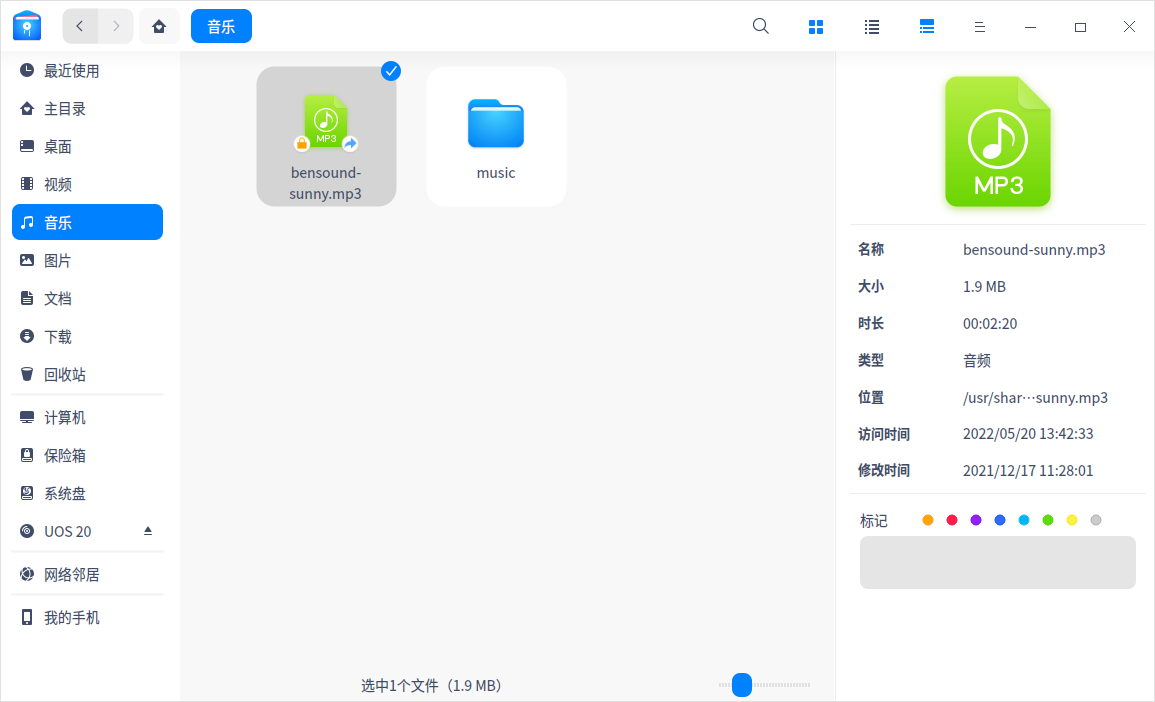 音乐
最近使用
主目录
桌面
视频
音乐
图片
文档
下载
回收站
计算机
保险箱
系统盘
UOS 20
网络邻居
我的手机
MP3
bensound-
sunny.mp3
music
选中1个文件（1.9 MB）
MP3
名称 bensound-sunny.mp3
大小 1.9 MB
时长 00:02:20
类型 音频
位置 /usr/shar···sunny.mp3
访问时间 2022/05/20 13:42:33
修改时间 2021/12/17 11:28:01
标记